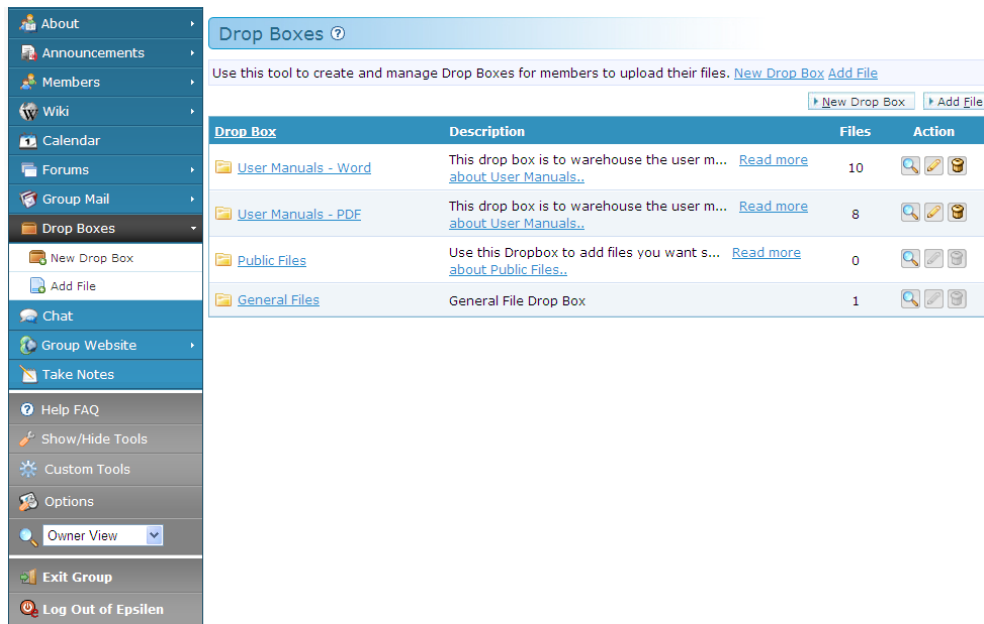 About
Announcements
Members
Wiki
Calendar
Forums
Group Mail
Drop Boxes
New Drop Box
Add File
Chat
Group Website
Take Notes
Help FAQ
Show/Hide Tools
Custom Tools
Options
Owner View
Exit Group
Log Out of Epsilen
Drop Boxes
Use this tool to create and manage Drop Boxes for members to upload their files. New Drop Box Add File
New Drop Box Add File
Drop Box Description Files Action
User Manuals - Word This drop box is to warehouse the user m... Read more 10
about User Manuals..
User Manuals - PDF This drop box is to warehouse the user m... Read more 8
about User Manuals..
Public Files Use this Dropbox to add files you want s... Read more 0
about Public Files..
General Files General File Drop Box 1